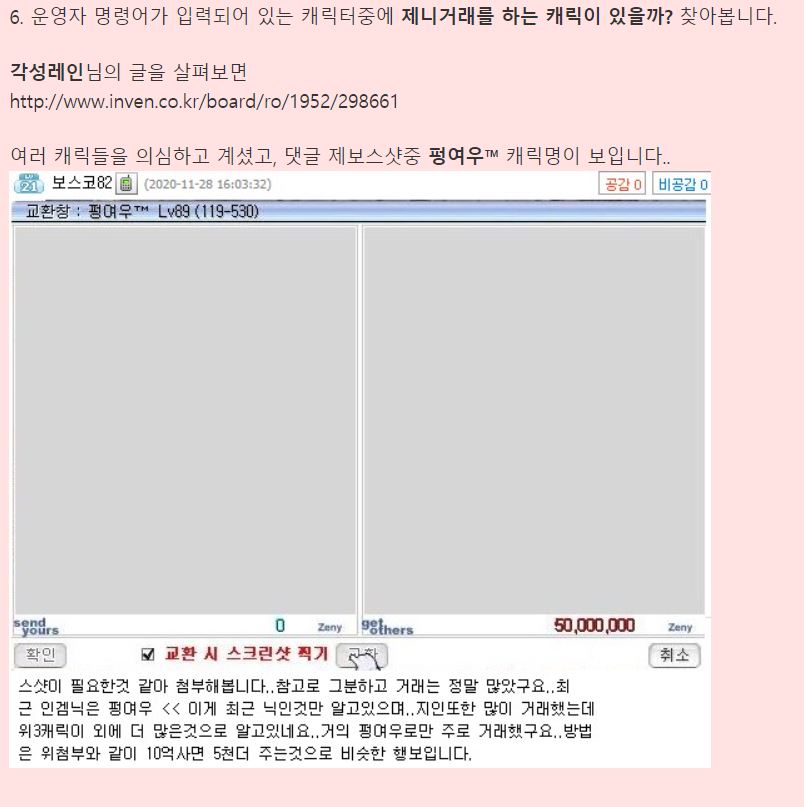 6. 운영자 명령어가 입력되어 있는 캐릭터중에 제니거래를 하는 캐릭이 있을까? 찾아봅니다.
각성레인님의 글을 살펴보면
http://www.inven.co.kr/board/ro/1952/298661
여러 캐릭들을 의심하고 계셨고, 댓글 제보스샷중 펑여우™ 캐릭명이 보입니다..
LV. 21 보스코82 (2020-11-28 16:03:32) 공감 0 비공감 0
교환창 : 펑여우™ Lv89 (119-530)
send yours 0 Zeny get others 50,000,000 Zeny
확인 교환 시 스크린샷 찍기 교환 취소
스샷이 필요한것 같아 첨부해봅니다..참고로 그분하고 거래는 정말 많았구요..최
근 인겜닉은 펑여우 << 이게 최근 닉인것만 알고있으며..지인또한 많이 거래했는데
위3캐릭이 외에 더 많은것으로 알고있네요..거의 펑여우로만 주로 거래했구요..방법
은 위첨부와 같이 10억사면 5천더 주는것으로 비슷한 행보입니다.